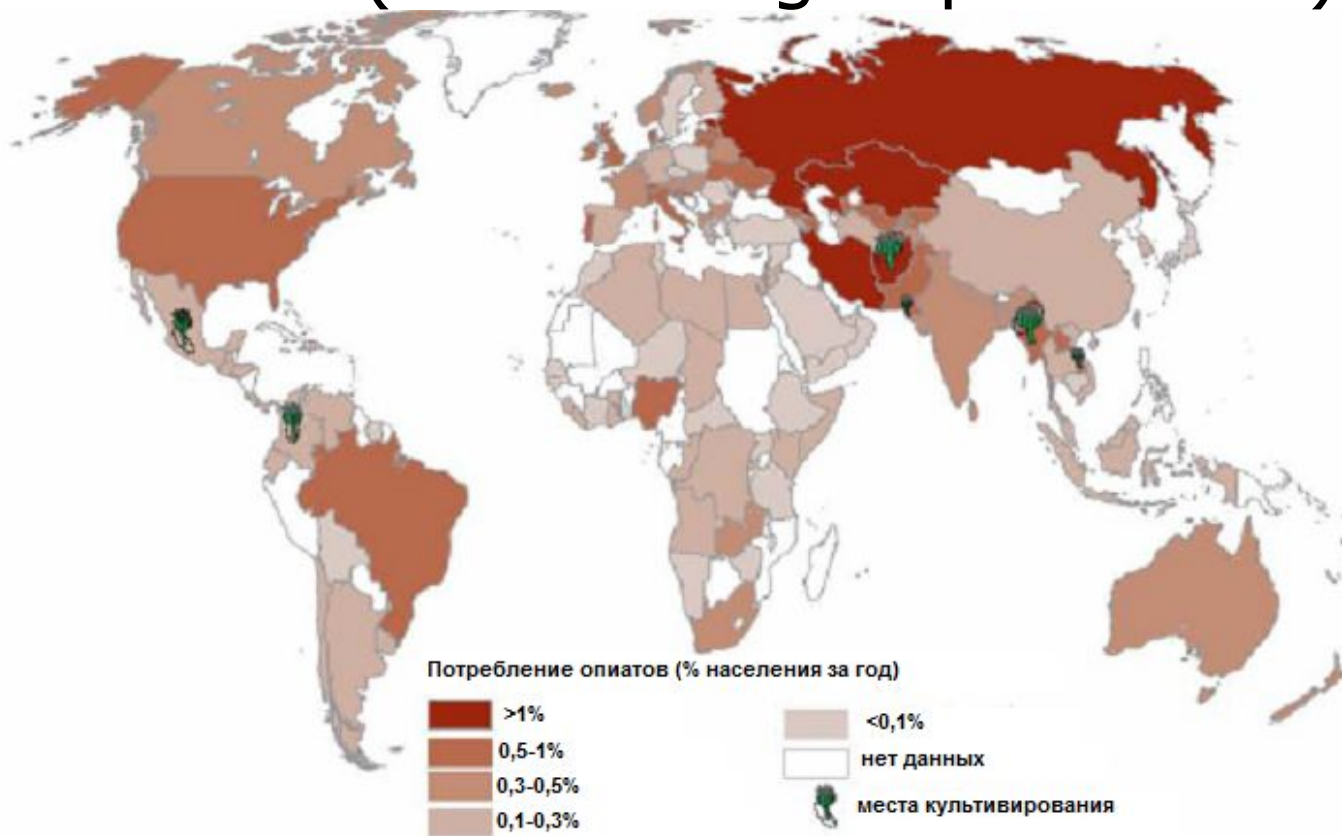 Потребление опиатов (% населения за год)
>1%
0,5-1%
0,3-0,5%
0,1-0,3%
<0,1%
нет данных
места культивирования